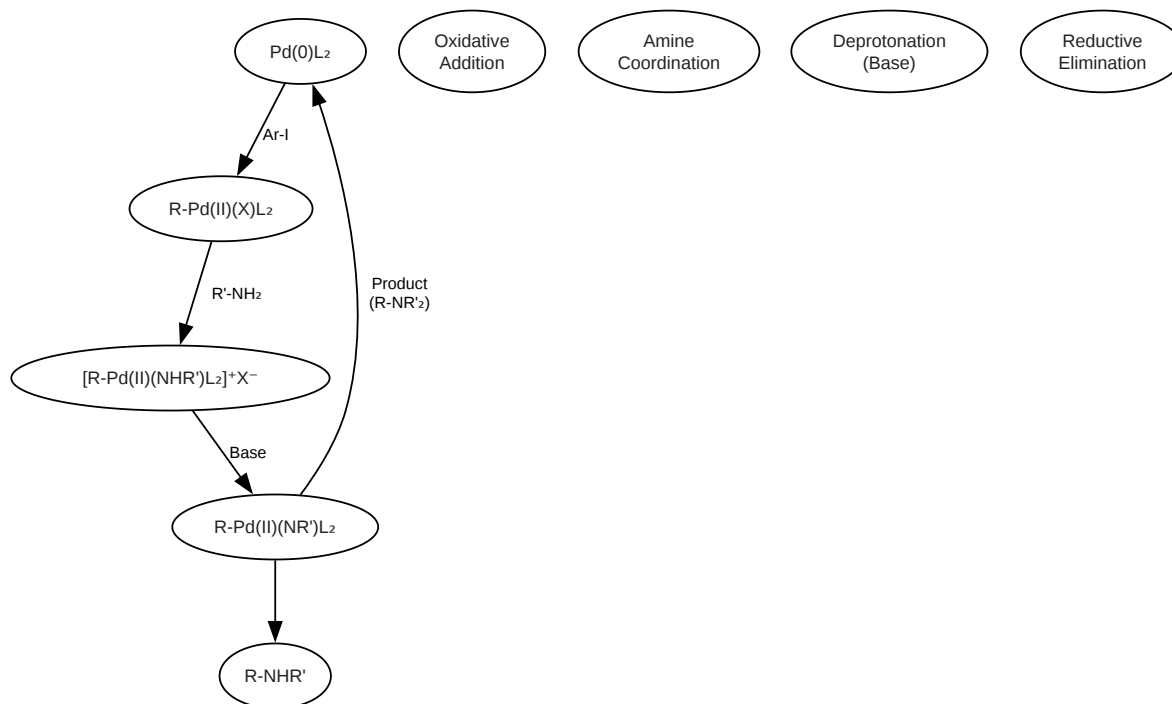 Pd(0)L₂
Oxidative
Addition
Amine
Coordination
Deprotonation
(Base)
Reductive
Elimination
Ar-I
R-Pd(II)(X)L₂
R'-NH₂
Product
(R-NR'₂)
[R-Pd(II)(NHR')L₂]⁺X⁻
Base
R-Pd(II)(NR')L₂
R-NHR'